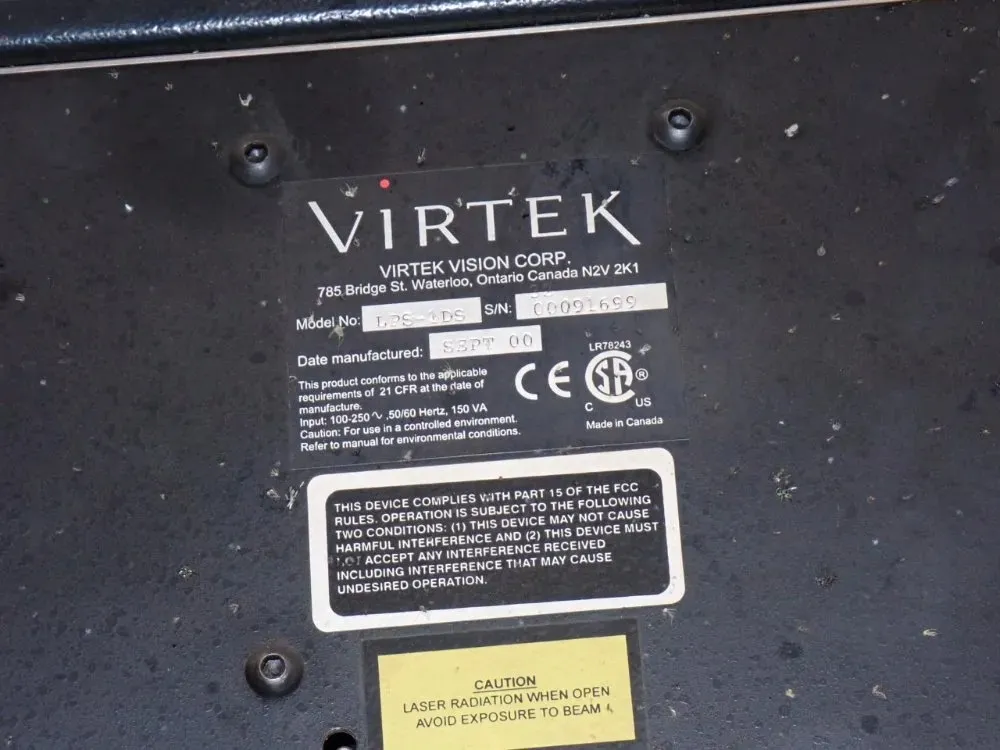 VIRTEK
VIRTEK VISION CORP.
785 Bridge St. Waterloo, Ontario Canada N2V 2K1
Model No: S/N: 00091699
Date manufactured: SEPT 00
This product conforms to the applicable
requirements of 21 CFR at the date of
manufacture.
Input: 100-250 ∿ ,50/60 Hertz, 150 VA
Caution: For use in a controlled environment.
Refer to manual for environmental conditions.
CE
LR78243
SA ®
C US
Made in Canada
THIS DEVICE COMPLIES WITH PART 15 OF THE FCC
RULES. OPERATION IS SUBJECT TO THE FOLLOWING
TWO CONDITIONS: (1) THIS DEVICE MAY NOT CAUSE
HARMFUL INTERFERENCE AND (2) THIS DEVICE MUST
ACCEPT ANY INTERFERENCE RECEIVED
INCLUDING INTERFERENCE THAT MAY CAUSE
UNDESIRED OPERATION.
CAUTION
LASER RADIATION WHEN OPEN
AVOID EXPOSURE TO BEAM